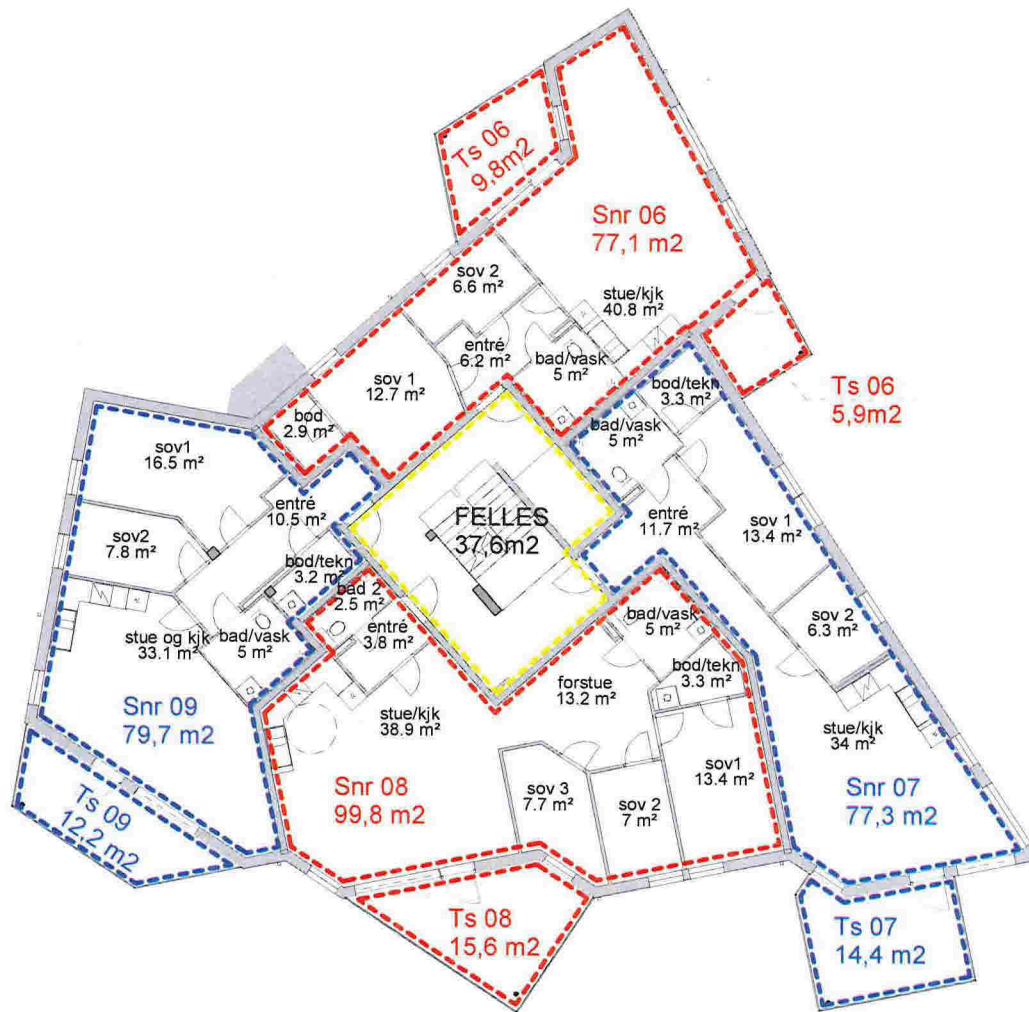 Ts 06
9,8m2
Snr 06
77,1 m2
sov 2
6.6 m²
stue/kjk
40.8 m²
entré
6.2 m²
bad/vask
5 m²
sov 1
12.7 m²
bod
2.9 m²
Ts 06
5,9m2
bod/tekn
3.3 m²
bad/vask
5 m²
sov1
16.5 m²
entré
10.5 m²
FELLES
37,6m2
entré
11.7 m²
sov 1
13.4 m²
sov2
7.8 m²
bod/tekn
3.2 m²
bad 2
2.5 m²
entré
3.8 m²
bad/vask
5 m²
sov 2
6.3 m²
stue og kjk
33.1 m²
bad/vask
5 m²
bod/tekn
3.3 m²
forstue
13.2 m²
Snr 09
79,7 m2
stue/kjk
38.9 m²
stue/kjk
34 m²
sov1
13.4 m²
Snr 08
99,8 m2
sov 3
7.7 m²
sov 2
7 m²
Snr 07
77,3 m2
Ts 09
12,2 m2
Ts 08
15,6 m2
Ts 07
14,4 m2